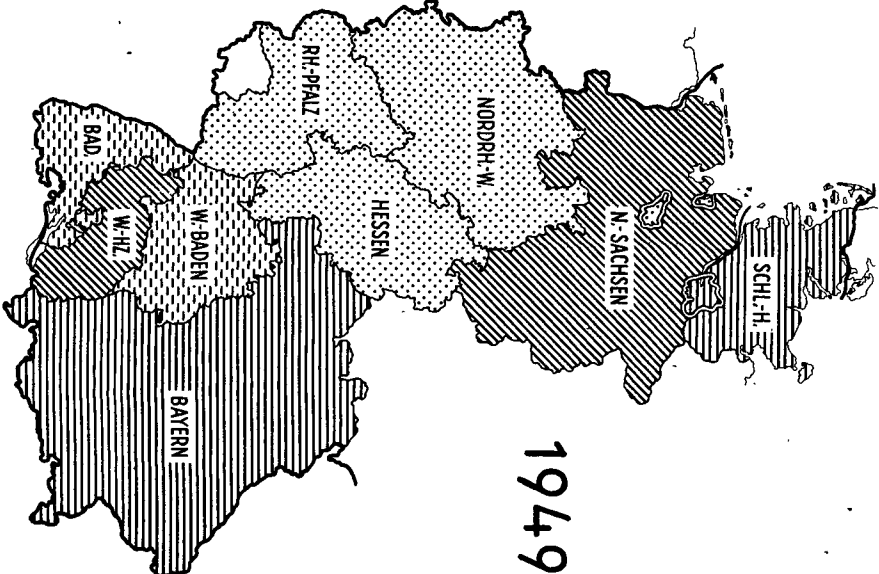 SCHL.-H.
N-SACHSEN
NORDRH.-W.
HESSEN
RH.-PFALZ
W-BADEN
W-HZ
BAD.
BAYERN
1949